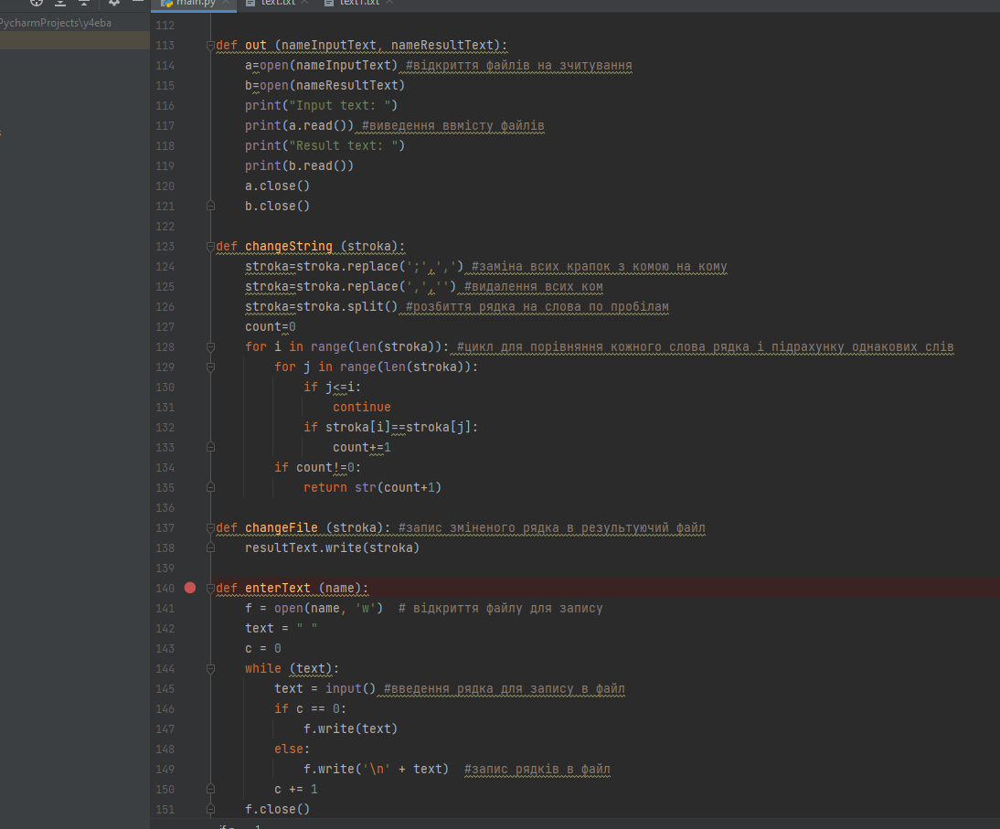 main.py text.txt text1.txt
PycharmProjects\y4eba
112
113 def out (nameInputText, nameResultText):
114 a=open(nameInputText) #відкриття файлів на зчитування
115 b=open(nameResultText)
116 print("Input text: ")
117 print(a.read()) #виведення ввмісту файлів
118 print("Result text: ")
119 print(b.read())
120 a.close()
121 b.close()
122
123 def changeString (stroka):
124 stroka=stroka.replace(';',',') #заміна всих крапок з комою на кому
125 stroka=stroka.replace(',','') #видалення всих ком
126 stroka=stroka.split() #розбиття рядка на слова по пробілам
127 count=0
128 for i in range(len(stroka)): #цикл для порівняння кожного слова рядка і підрахунку однакових слів
129 for j in range(len(stroka)):
130 if j<=i:
131 continue
132 if stroka[i]==stroka[j]:
133 count+=1
134 if count!=0:
135 return str(count+1)
136
137 def changeFile (stroka): #запис зміненого рядка в результуючий файл
138 resultText.write(stroka)
139
140 def enterText (name):
141 f = open(name, 'w') # відкриття файлу для запису
142 text = " "
143 c = 0
144 while (text):
145 text = input() #введення рядка для запису в файл
146 if c == 0:
147 f.write(text)
148 else:
149 f.write('\n' + text) #запис рядків в файл
150 c += 1
151 f.close()